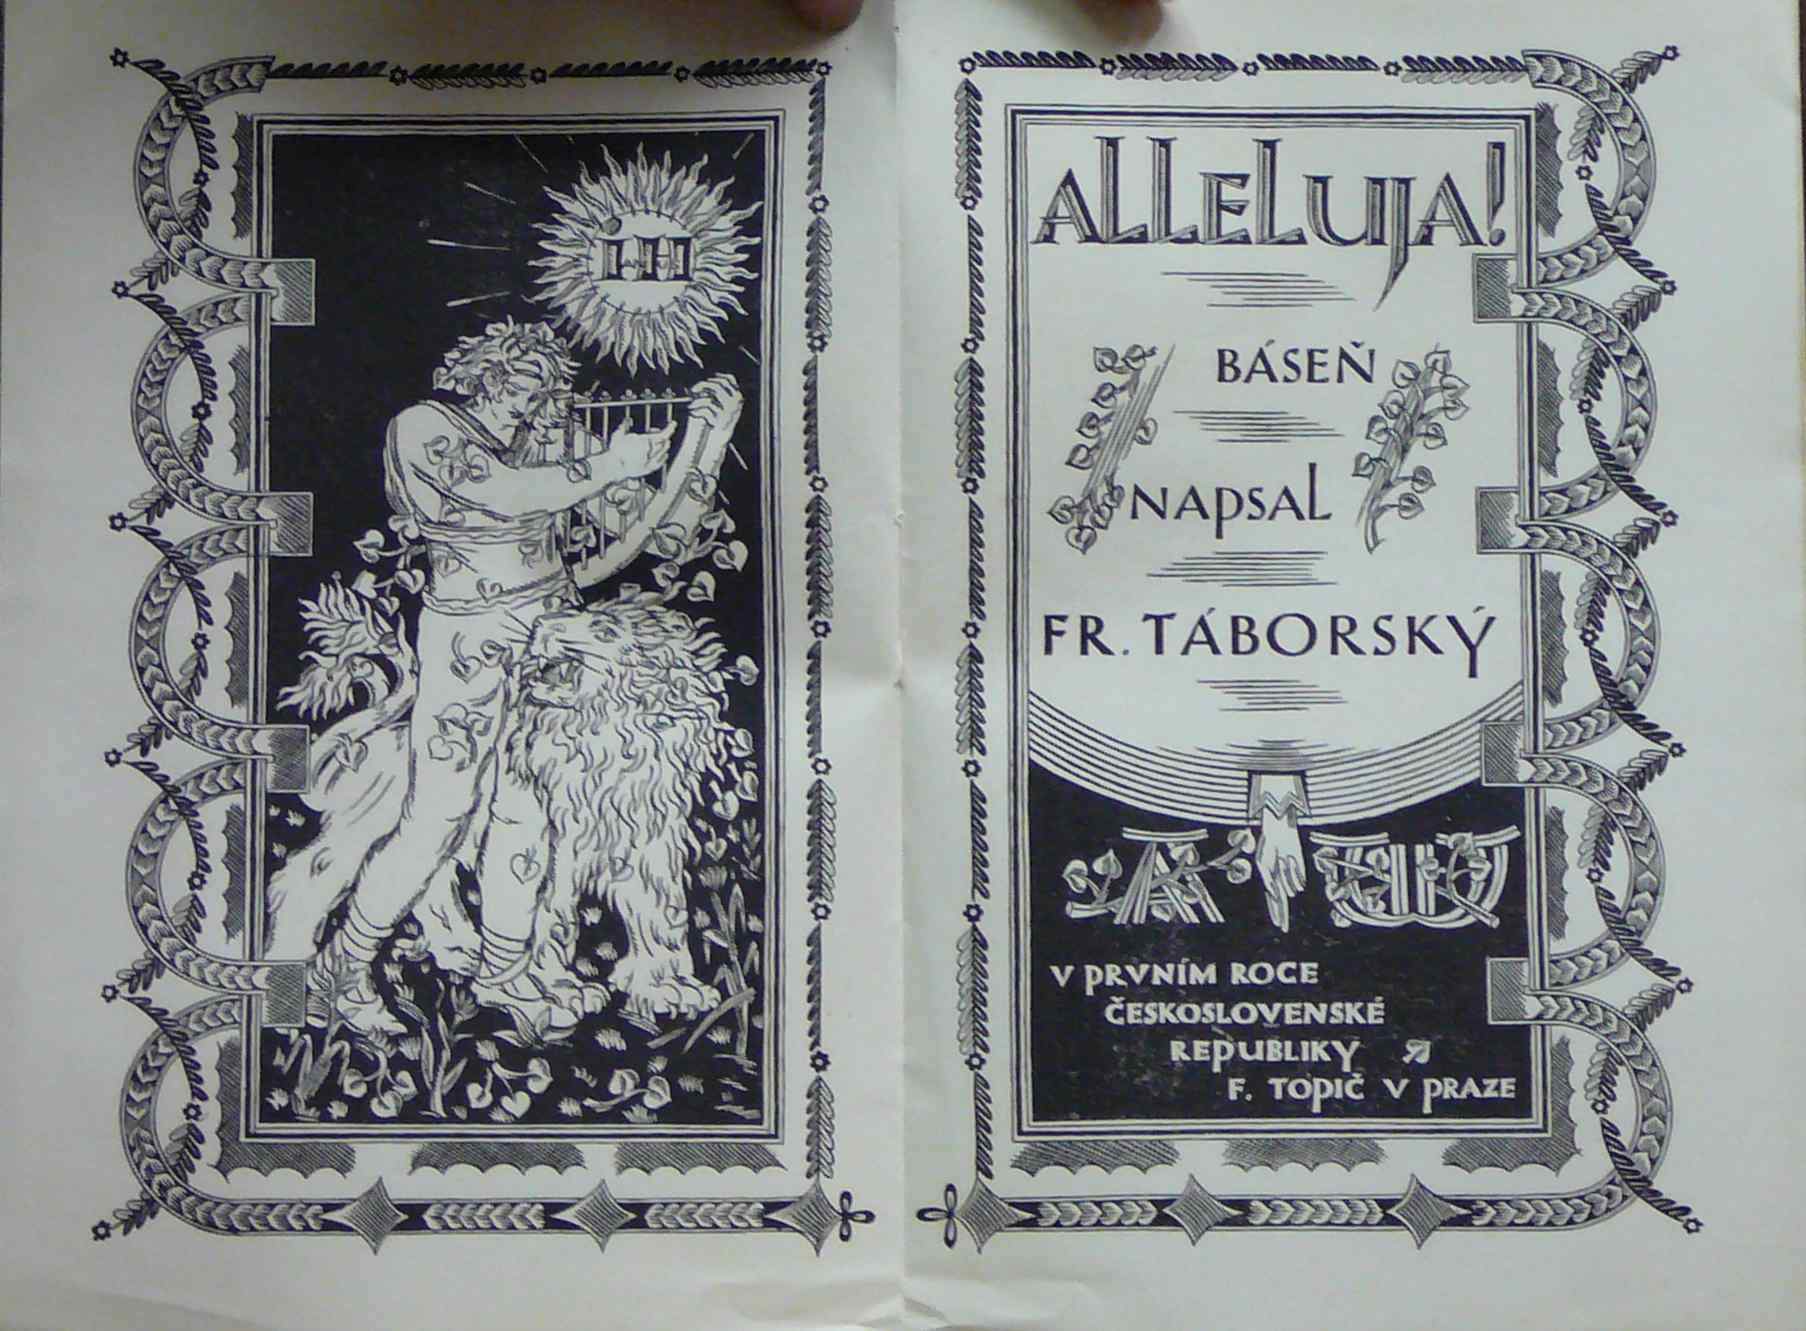 ALLELUJA!
BÁSEŇ
NAPSAL
FR. TÁBORSKÝ
V PRVNÍM ROCE
ČESKOSLOVENSKÉ
REPUBLIKY
F. TOPIČ V PRAZE